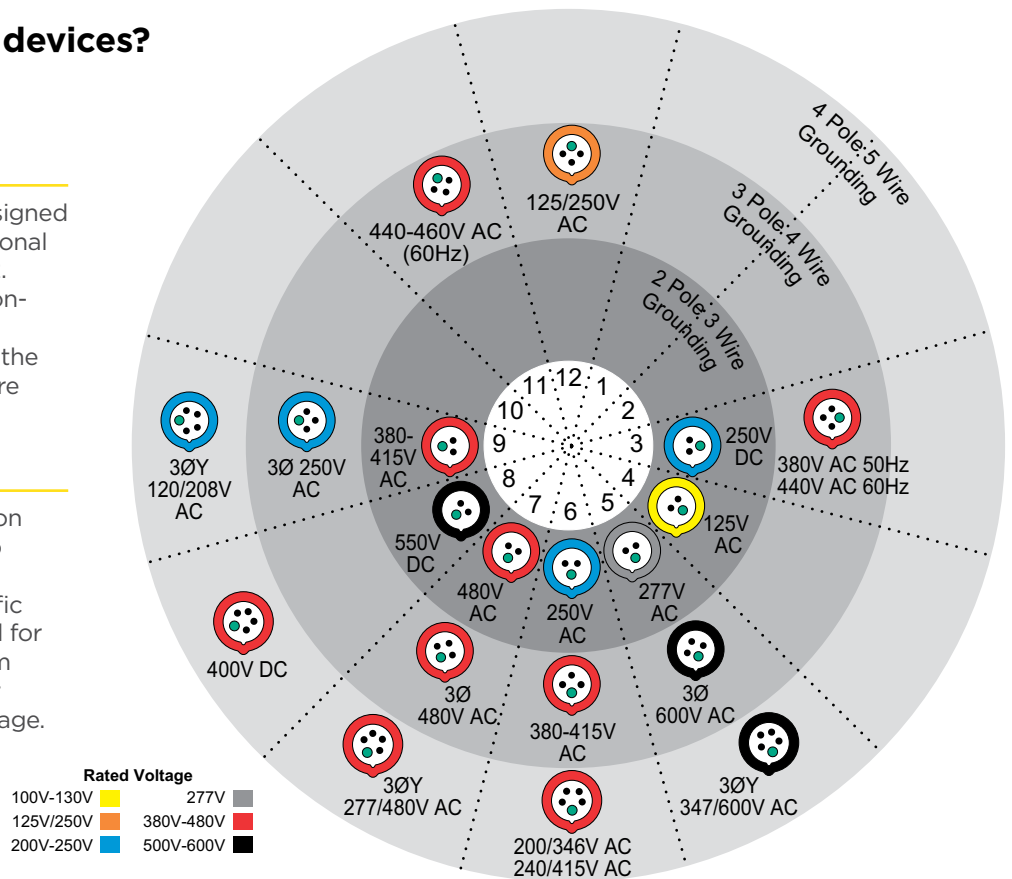 devices?
signed
onal
.
on-
the
re
on
fic
for
age.
4 Pole:5 Wire
Grounding
3 Pole:4 Wire
Grounding
2 Pole:3 Wire
Grounding
125/250V
AC
440-460V AC
(60Hz)
12
11
1
10
2
9
3
8
4
7
6
5
3ØY
120/208V
AC
3Ø 250V
AC
380-
415V
AC
250V
DC
380V AC 50Hz
440V AC 60Hz
550V
DC
125V
AC
480V
AC
250V
AC
277V
AC
400V DC
3Ø
480V AC
380-415V
AC
3Ø
600V AC
3ØY
277/480V AC
200/346V AC
240/415V AC
3ØY
347/600V AC
Rated Voltage
100V-130V 277V
125V/250V 380V-480V
200V-250V 500V-600V